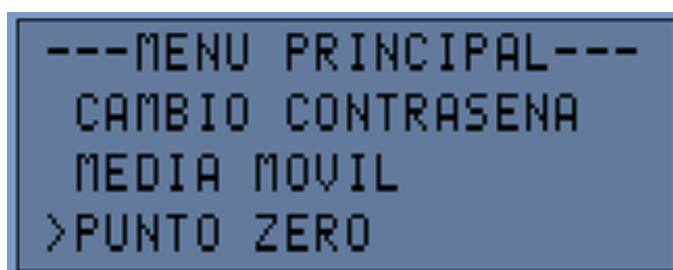 ---MENU PRINCIPAL---
CAMBIO CONTRASENA
MEDIA MOVIL
>PUNTO ZERO